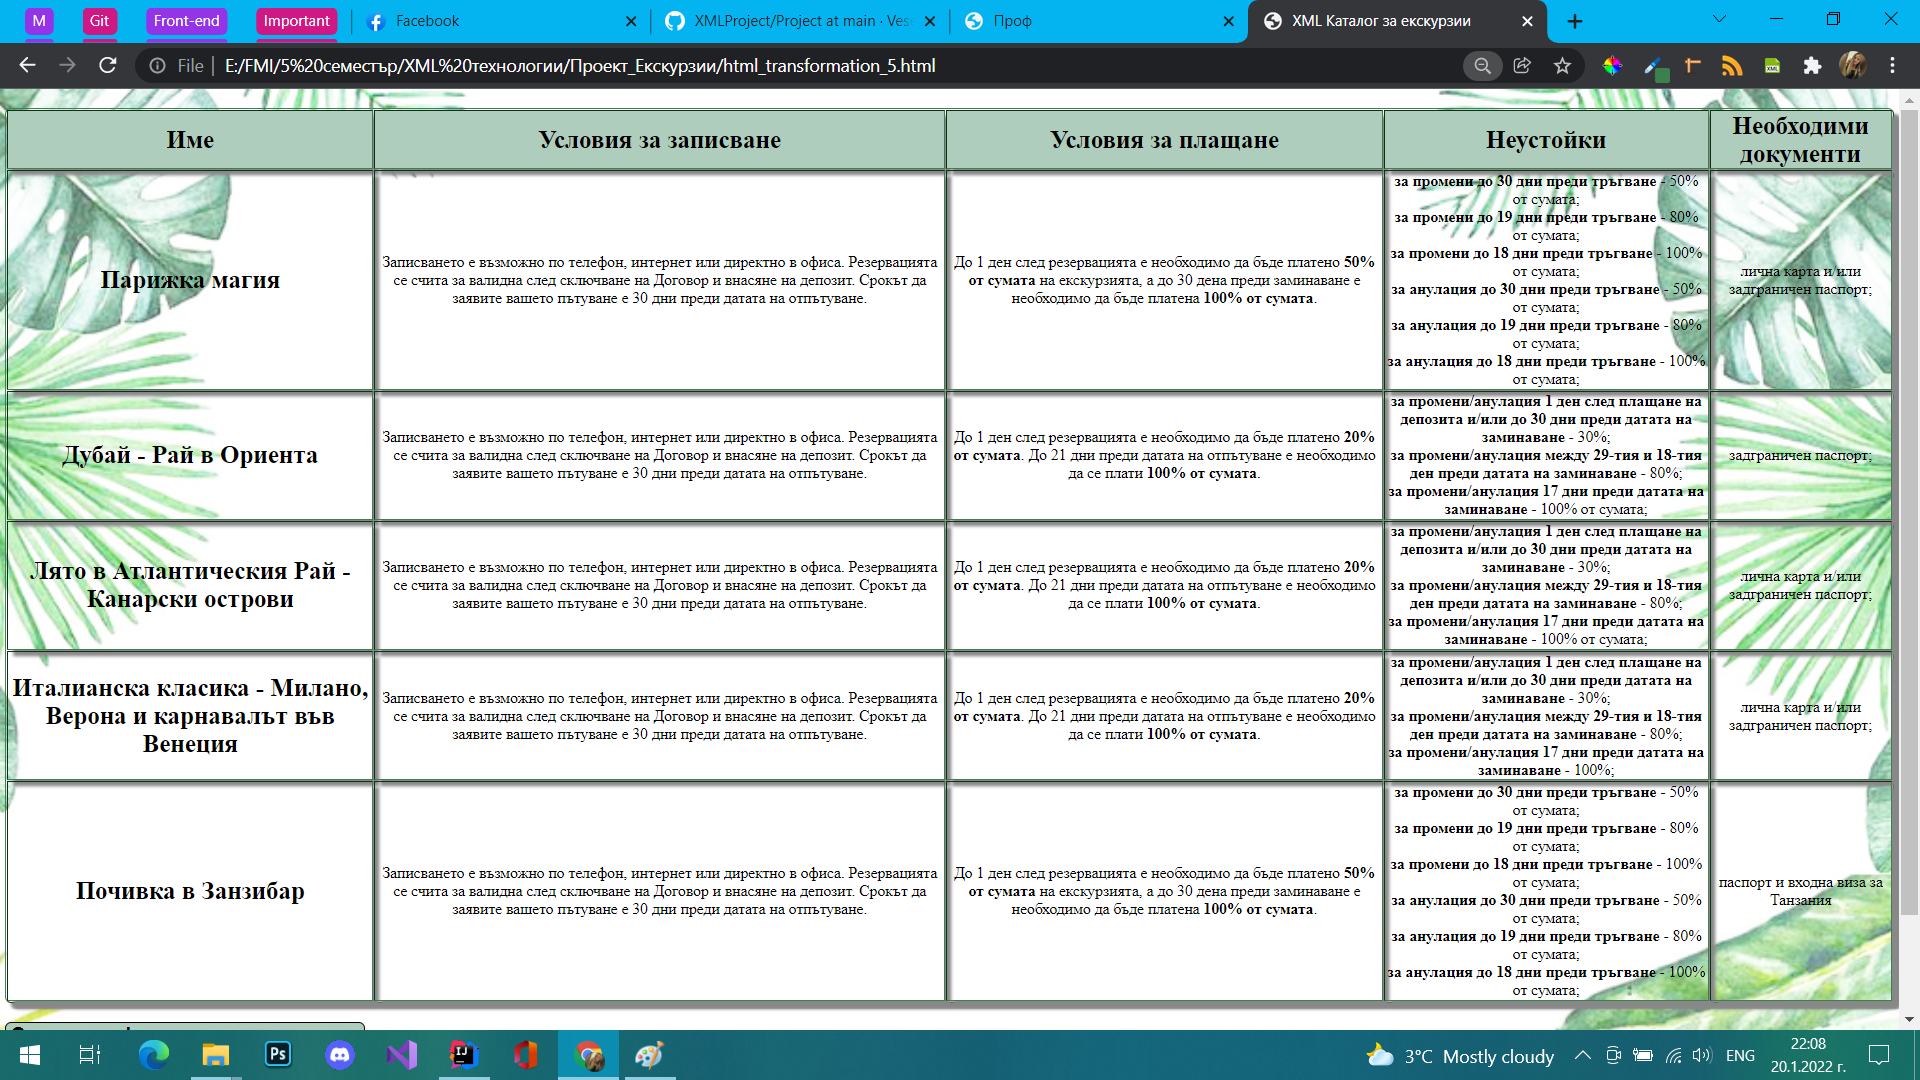 M Git Front-end Important Facebook XMLProject/Project at main · Vese Проф XML Каталог за екскурзии
File E:/FMI/5%20семестър/XML%20технологии/Проект_Екскурзии/html_transformation_5.html
Име Условия за записване Условия за плащане Неустойки Необходими документи
Парижка магия
Записването е възможно по телефон, интернет или директно в офиса. Резервацията
се счита за валидна след сключване на Договор и внасяне на депозит. Срокът да
заявите вашето пътуване е 30 дни преди датата на отпътуване.
До 1 ден след резервацията е необходимо да бъде платено 50%
от сумата на екскурзията, а до 30 дена преди заминаване е
необходимо да бъде платена 100% от сумата.
за промени до 30 дни преди тръгване - 50%
от сумата;
за промени до 19 дни преди тръгване - 80%
от сумата;
за промени до 18 дни преди тръгване - 100%
от сумата;
за анулация до 30 дни преди тръгване - 50%
от сумата;
за анулация до 19 дни преди тръгване - 80%
от сумата;
за анулация до 18 дни преди тръгване - 100%
от сумата;
лична карта и/или
задграничен паспорт;
Дубай - Рай в Ориента
Записването е възможно по телефон, интернет или директно в офиса. Резервацията
се счита за валидна след сключване на Договор и внасяне на депозит. Срокът да
заявите вашето пътуване е 30 дни преди датата на отпътуване.
До 1 ден след резервацията е необходимо да бъде платено 20%
от сумата. До 21 дни преди датата на отпътуване е необходимо
да се плати 100% от сумата.
за промени/анулация 1 ден след плащане на
депозита и/или до 30 дни преди датата на
заминаване - 30%;
за промени/анулация между 29-тия и 18-тия
ден преди датата на заминаване - 80%;
за промени/анулация 17 дни преди датата на
заминаване - 100% от сумата;
задграничен паспорт;
Лято в Атлантическия Рай -
Канарски острови
Записването е възможно по телефон, интернет или директно в офиса. Резервацията
се счита за валидна след сключване на Договор и внасяне на депозит. Срокът да
заявите вашето пътуване е 30 дни преди датата на отпътуване.
До 1 ден след резервацията е необходимо да бъде платено 20%
от сумата. До 21 дни преди датата на отпътуване е необходимо
да се плати 100% от сумата.
за промени/анулация 1 ден след плащане на
депозита и/или до 30 дни преди датата на
заминаване - 30%;
за промени/анулация между 29-тия и 18-тия
ден преди датата на заминаване - 80%;
за промени/анулация 17 дни преди датата на
заминаване - 100% от сумата;
лична карта и/или
задграничен паспорт;
Италианска класика - Милано,
Верона и карнавалът във
Венеция
Записването е възможно по телефон, интернет или директно в офиса. Резервацията
се счита за валидна след сключване на Договор и внасяне на депозит. Срокът да
заявите вашето пътуване е 30 дни преди датата на отпътуване.
До 1 ден след резервацията е необходимо да бъде платено 20%
от сумата. До 21 дни преди датата на отпътуване е необходимо
да се плати 100% от сумата.
за промени/анулация 1 ден след плащане на
депозита и/или до 30 дни преди датата на
заминаване - 30%;
за промени/анулация между 29-тия и 18-тия
ден преди датата на заминаване - 80%;
за промени/анулация 17 дни преди датата на
заминаване - 100%;
лична карта и/или
задграничен паспорт;
Почивка в Занзибар
Записването е възможно по телефон, интернет или директно в офиса. Резервацията
се счита за валидна след сключване на Договор и внасяне на депозит. Срокът да
заявите вашето пътуване е 30 дни преди датата на отпътуване.
До 1 ден след резервацията е необходимо да бъде платено 50%
от сумата на екскурзията, а до 30 дена преди заминаване е
необходимо да бъде платена 100% от сумата.
за промени до 30 дни преди тръгване - 50%
от сумата;
за промени до 19 дни преди тръгване - 80%
от сумата;
за промени до 18 дни преди тръгване - 100%
от сумата;
за анулация до 30 дни преди тръгване - 50%
от сумата;
за анулация до 19 дни преди тръгване - 80%
от сумата;
за анулация до 18 дни преди тръгване - 100%
от сумата;
паспорт и входна виза за
Танзания
3°C Mostly cloudy ENG 22:08
20.1.2022 г.